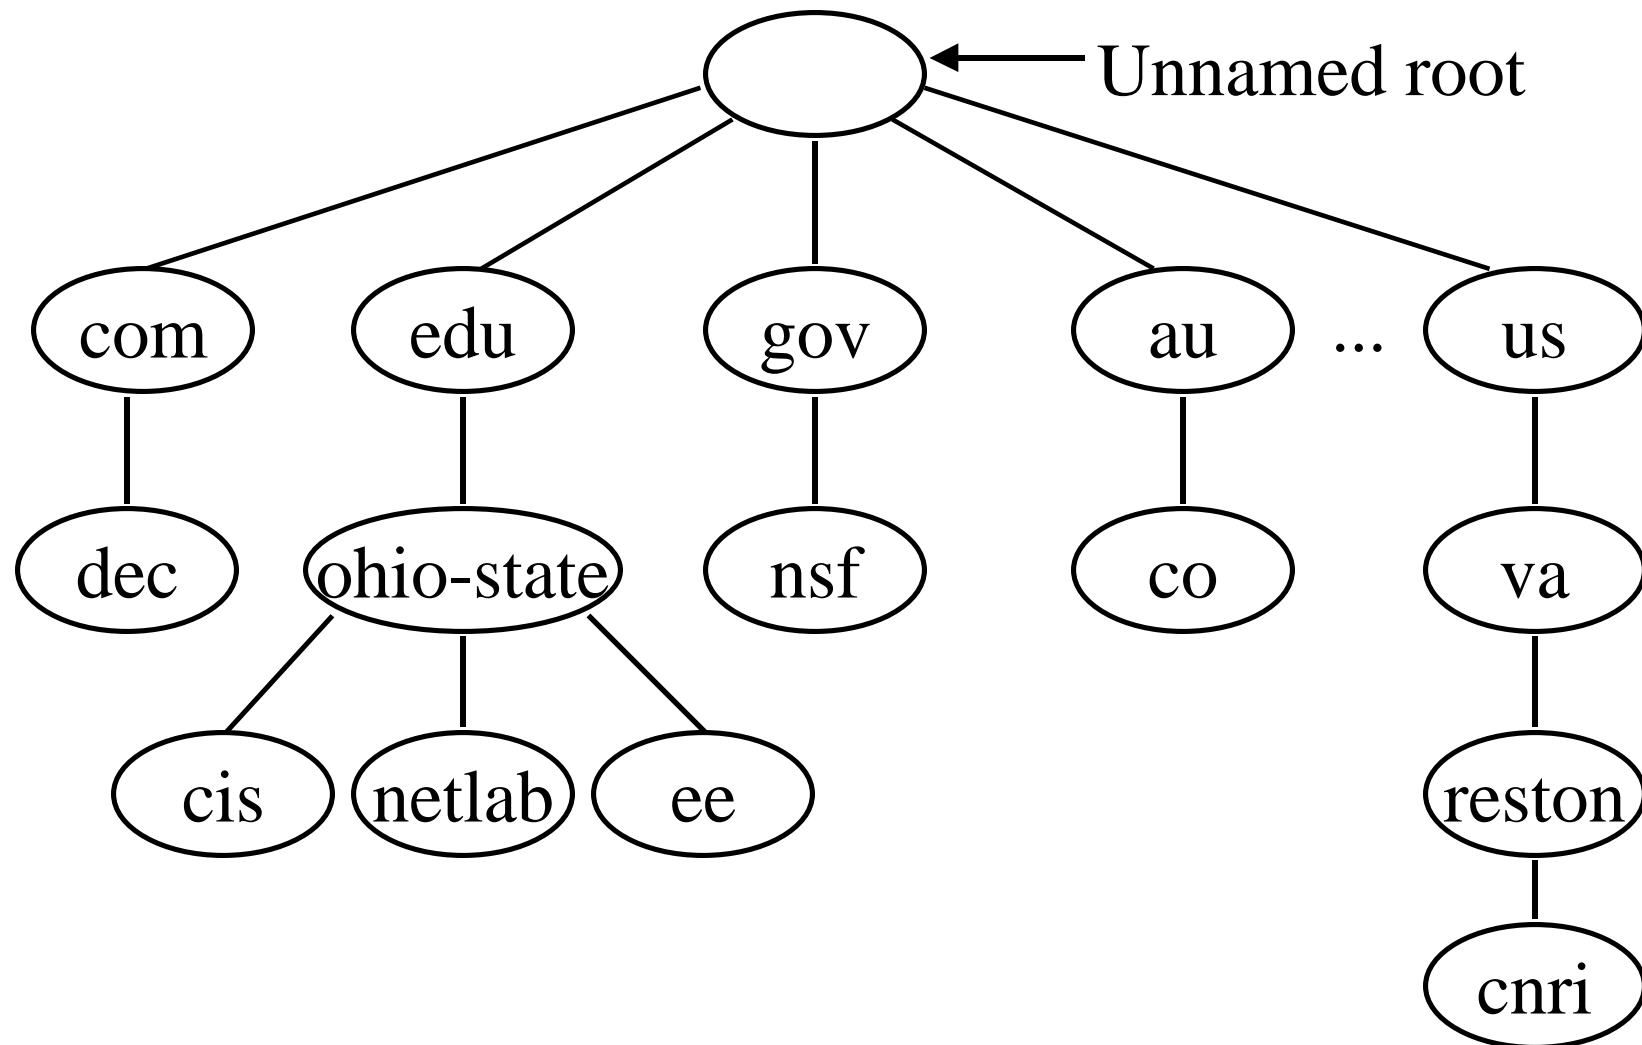 Unnamed root
com edu gov au ... us
dec ohio-state nsf co va
cis netlab ee reston
cnri